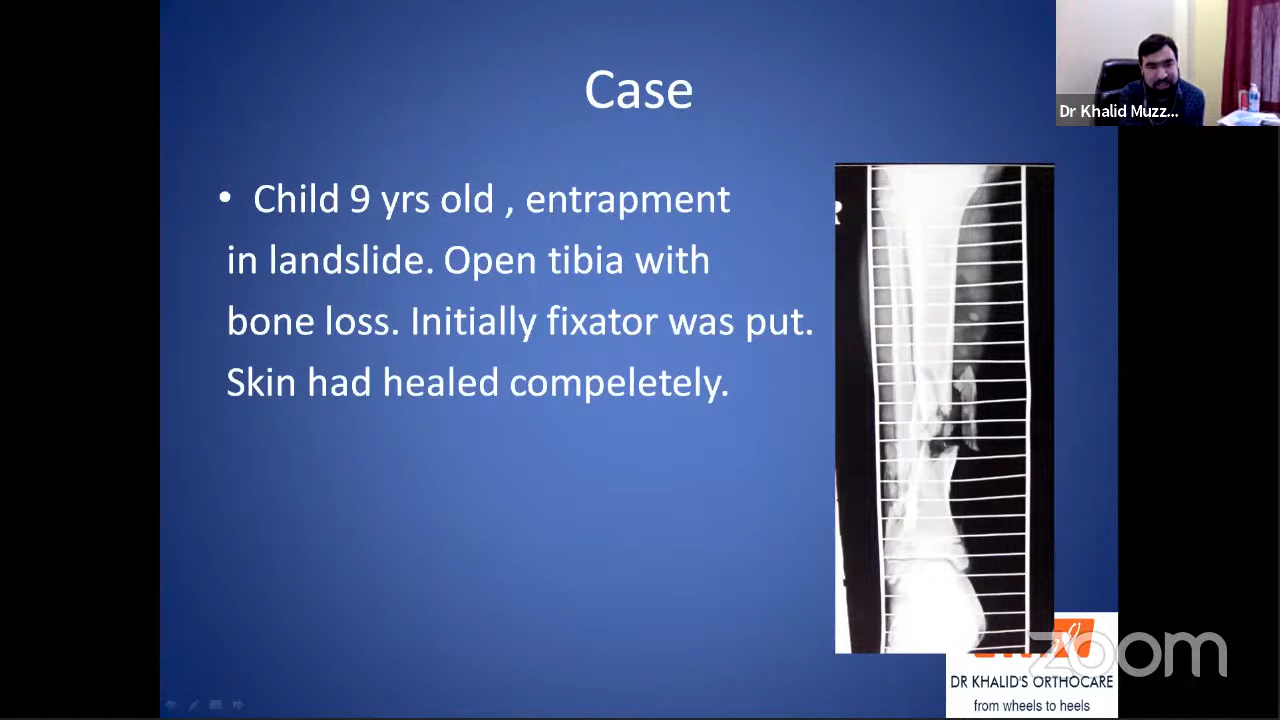 Case
Dr Khalid Muzz...
• Child 9 yrs old , entrapment
in landslide. Open tibia with
bone loss. Initially fixator was put.
Skin had healed compeletely.
R
zoom
DR KHALID'S ORTHOCARE
from wheels to heels